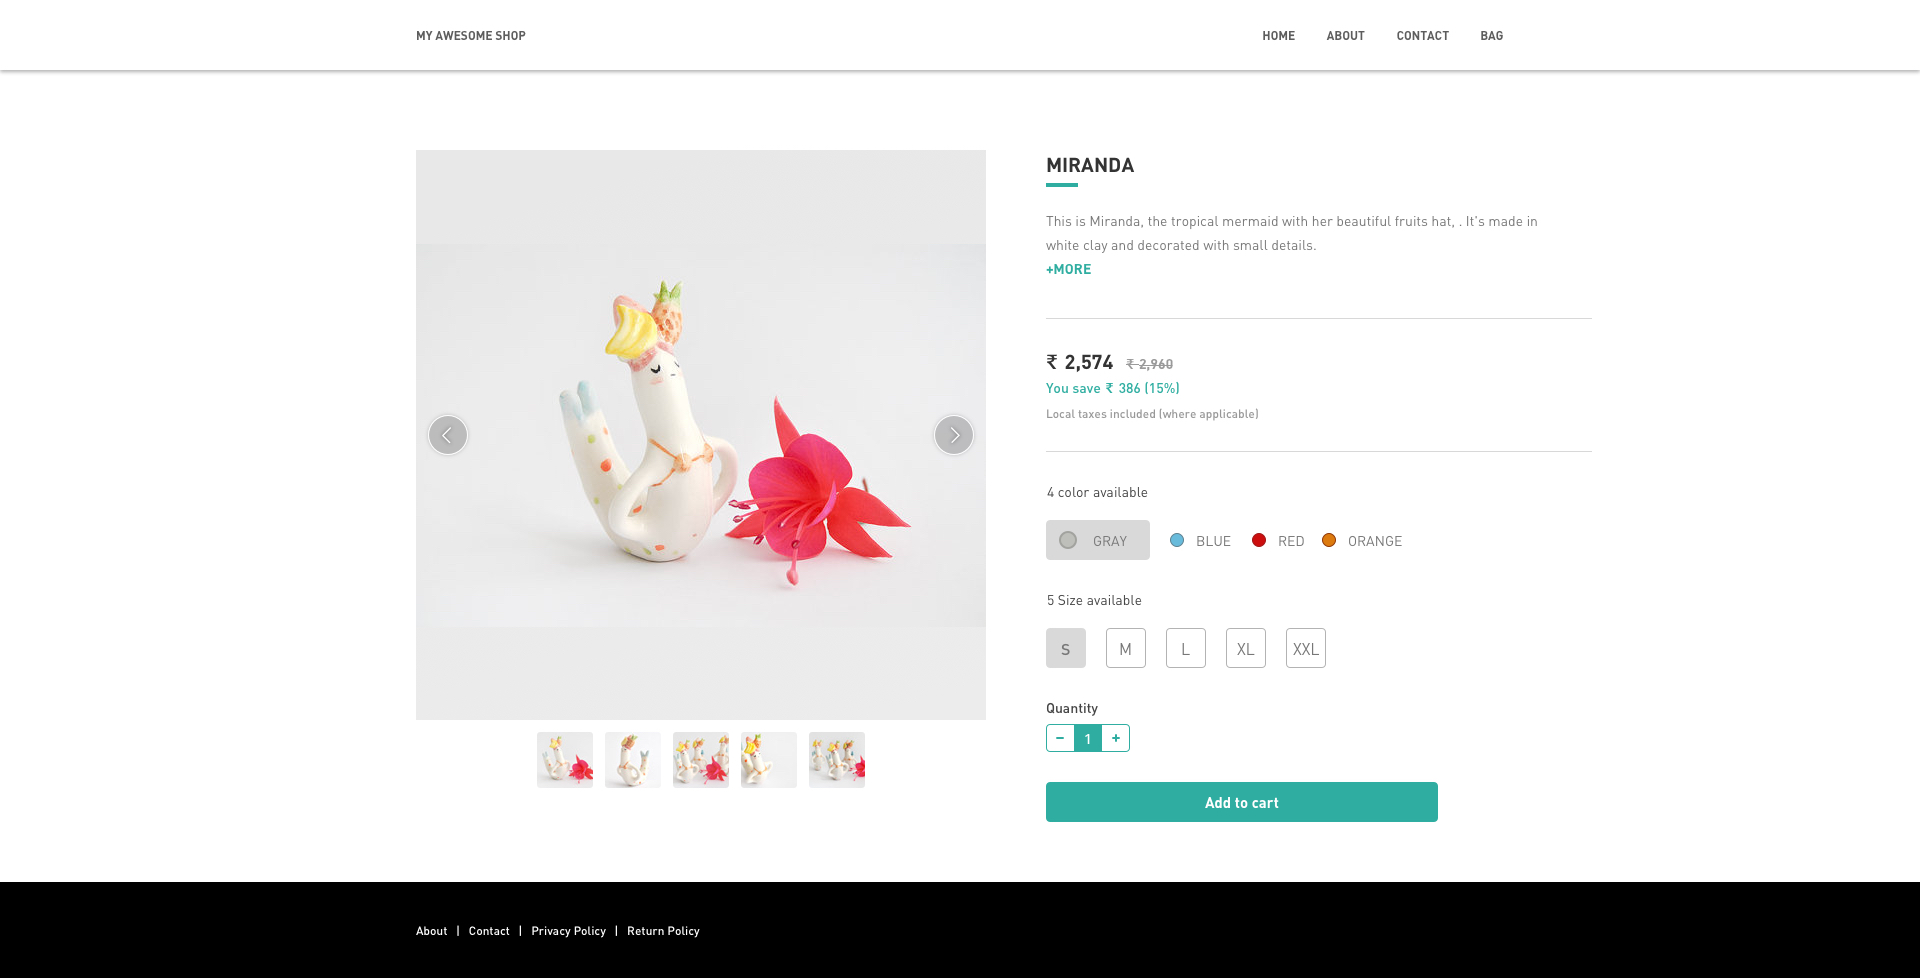 MY AWESOME SHOP
HOME ABOUT CONTACT BAG
MIRANDA
This is Miranda, the tropical mermaid with her beautiful fruits hat, . It's made in
white clay and decorated with small details.
+MORE
₹ 2,574 ₹ 2,960
You save ₹ 386 (15%)
Local taxes included (where applicable)
4 color available
GRAY BLUE RED ORANGE
5 Size available
S M L XL XXL
Quantity
− 1 +
Add to cart
About | Contact | Privacy Policy | Return Policy